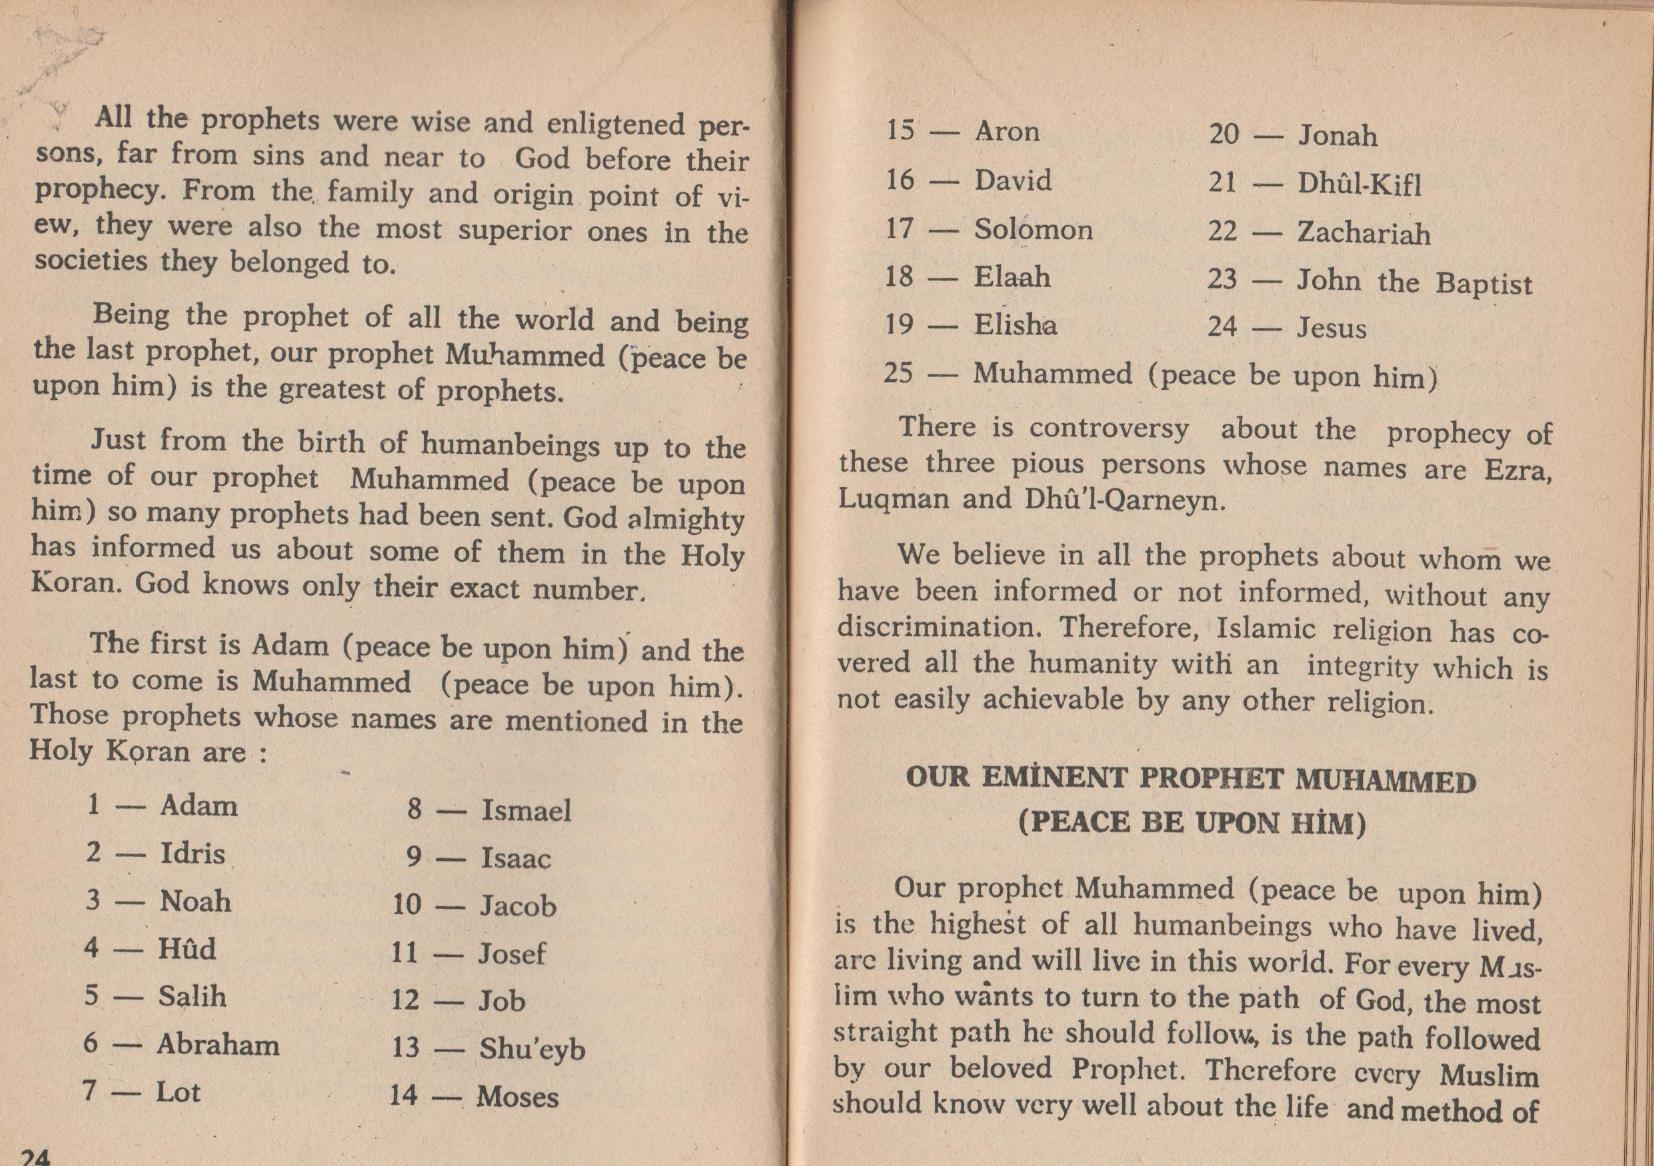 All the prophets were wise and enligtened per-
sons, far from sins and near to God before their
prophecy. From the family and origin point of vi-
ew, they were also the most superior ones in the
societies they belonged to.
Being the prophet of all the world and being
the last prophet, our prophet Muhammed (peace be
upon him) is the greatest of prophets.
Just from the birth of humanbeings up to the
time of our prophet Muhammed (peace be upon
him) so many prophets had been sent. God almighty
has informed us about some of them in the Holy
Koran. God knows only their exact number.
The first is Adam (peace be upon him) and the
last to come is Muhammed (peace be upon him).
Those prophets whose names are mentioned in the
Holy Koran are :
1 — Adam
2 — Idris
3 — Noah
4 — Hûd
5 — Salih
6 — Abraham
7 — Lot
8 — Ismael
9 — Isaac
10 — Jacob
11 — Josef
12 — Job
13 — Shu'eyb
14 — Moses
24
15 — Aron
16 — David
17 — Solomon
18 — Elaah
19 — Elisha
20 — Jonah
21 — Dhûl-Kifl
22 — Zachariah
23 — John the Baptist
24 — Jesus
25 — Muhammed (peace be upon him)
There is controversy about the prophecy of
these three pious persons whose names are Ezra,
Luqman and Dhû'l-Qarneyn.
We believe in all the prophets about whom we
have been informed or not informed, without any
discrimination. Therefore, Islamic religion has co-
vered all the humanity with an integrity which is
not easily achievable by any other religion.
OUR EMİNENT PROPHET MUHAMMED
(PEACE BE UPON HİM)
Our prophet Muhammed (peace be upon him)
is the highest of all humanbeings who have lived,
are living and will live in this world. For every Mus-
lim who wants to turn to the path of God, the most
straight path he should follow, is the path followed
by our beloved Prophet. Therefore every Muslim
should know very well about the life and method of